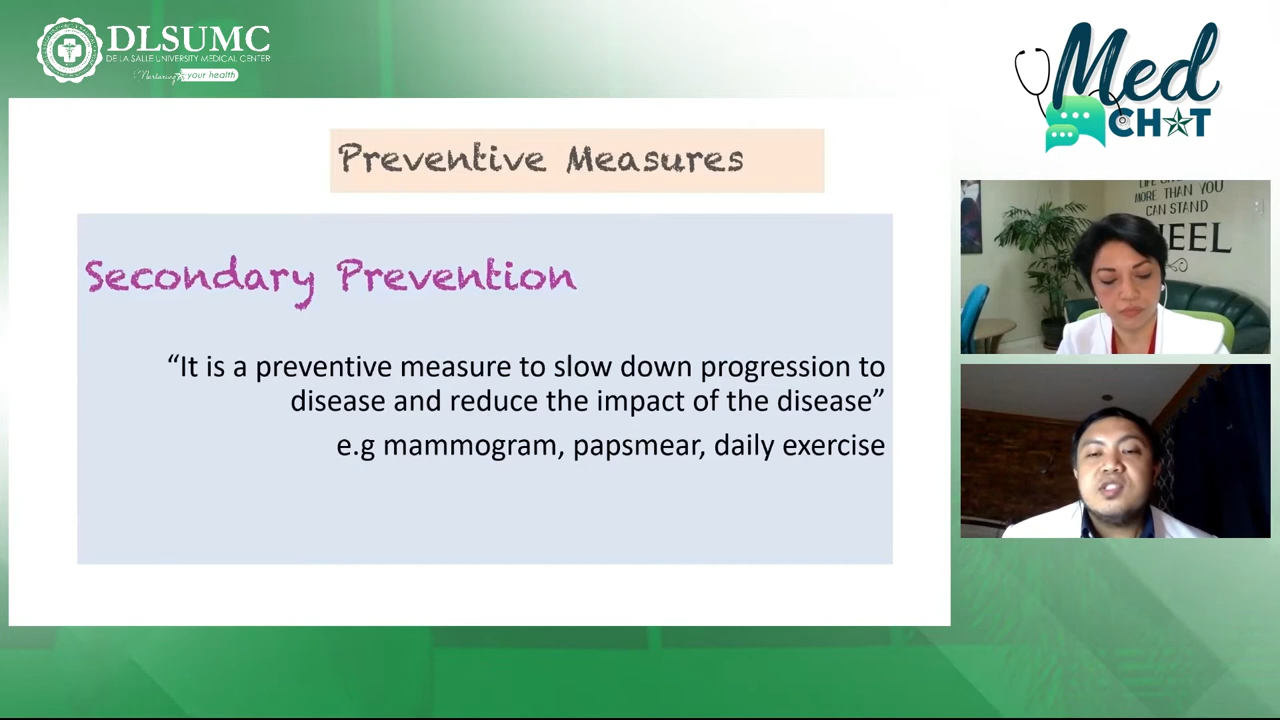 DLSUMC
DE LA SALLE UNIVERSITY MEDICAL CENTER
Nurturing your health
Med
CHAT
Preventive Measures
Secondary Prevention
“It is a preventive measure to slow down progression to
disease and reduce the impact of the disease”
e.g mammogram, papsmear, daily exercise
MORE THAN YOU
CAN STAND